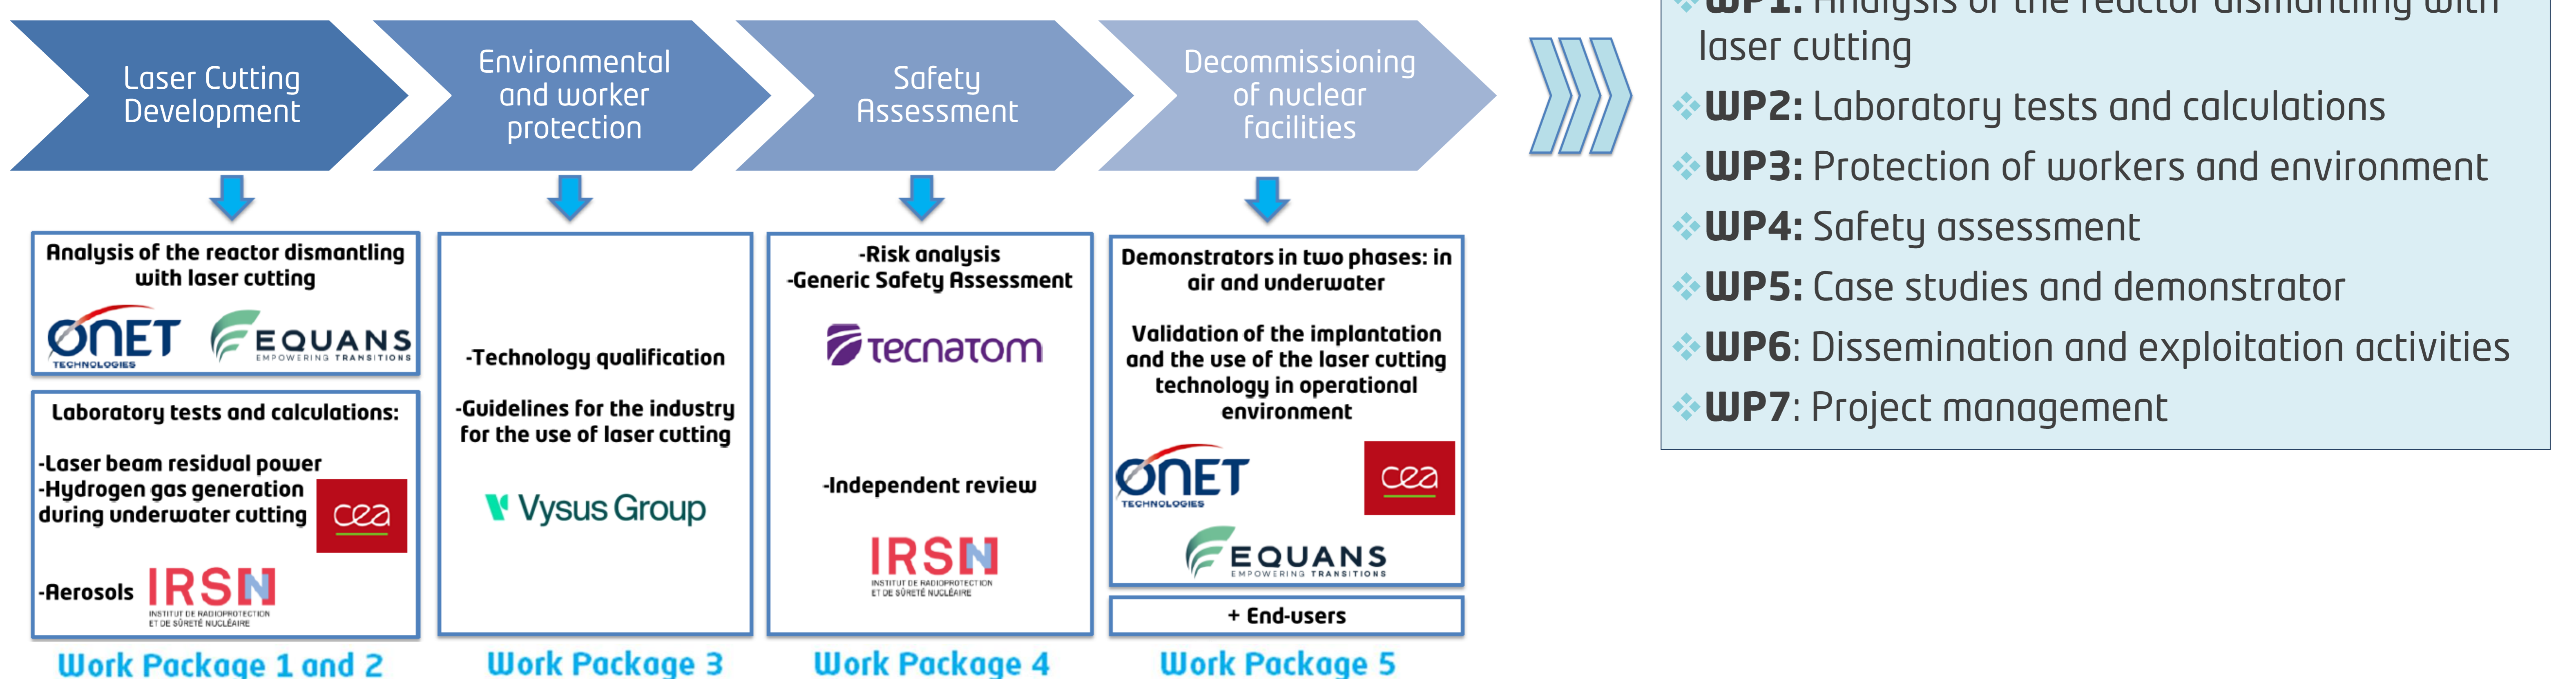 Laser Cutting
Development
Environmental
and worker
protection
Safety
Assessment
Decommissioning
of nuclear
facilities
Analysis of the reactor dismantling
with laser cutting
ONET
TECHNOLOGIES
EQUANS
EMPOWERING TRANSITIONS
Laboratory tests and calculations:
-Laser beam residual power
-Hydrogen gas generation
during underwater cutting
cea
-Aerosols
IRSN
INSTITUT DE RADIOPROTECTION
ET DE SÛRETÉ NUCLÉAIRE
Work Package 1 and 2
-Technology qualification
-Guidelines for the industry
for the use of laser cutting
Vysus Group
Work Package 3
-Risk analysis
-Generic Safety Assessment
tecnatom
-Independent review
IRSN
INSTITUT DE RADIOPROTECTION
ET DE SÛRETÉ NUCLÉAIRE
Work Package 4
Demonstrators in two phases: in
air and underwater
Validation of the implantation
and the use of the laser cutting
technology in operational
environment
ONET
TECHNOLOGIES
cea
EQUANS
EMPOWERING TRANSITIONS
+ End-users
Work Package 5
WP1: Analysis of the reactor dismantling with
laser cutting
WP2: Laboratory tests and calculations
WP3: Protection of workers and environment
WP4: Safety assessment
WP5: Case studies and demonstrator
WP6: Dissemination and exploitation activities
WP7: Project management